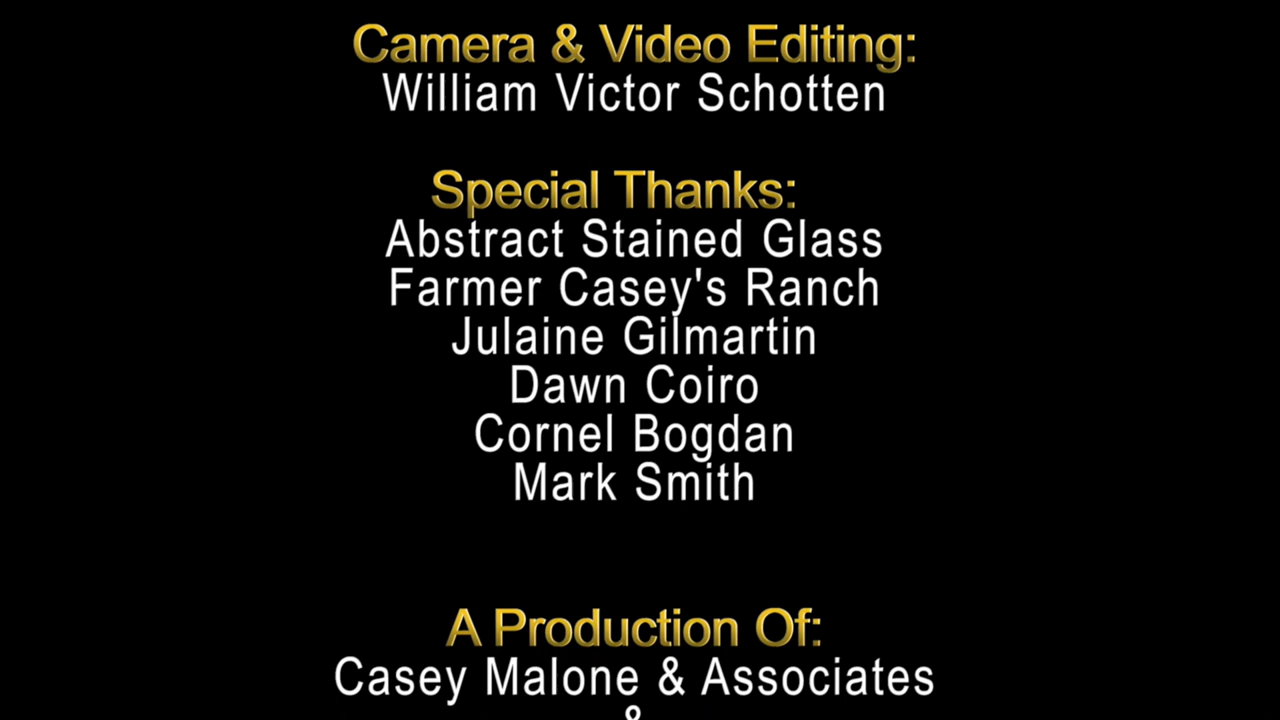 Camera & Video Editing:
William Victor Schotten
Special Thanks:
Abstract Stained Glass
Farmer Casey's Ranch
Julaine Gilmartin
Dawn Coiro
Cornel Bogdan
Mark Smith
A Production Of:
Casey Malone & Associates
&